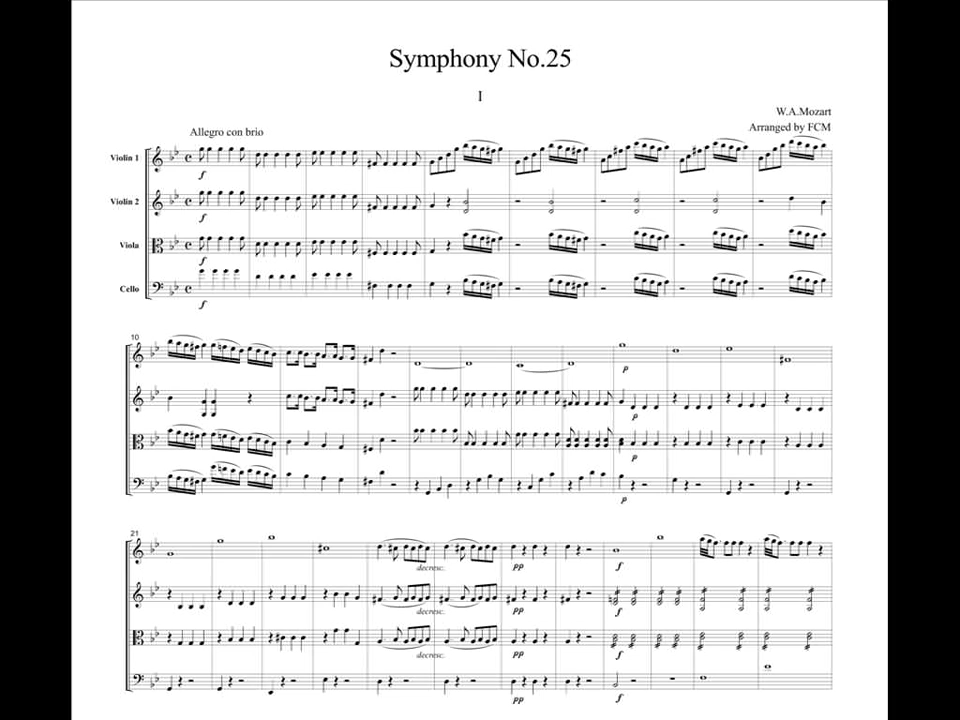 Symphony No.25
I
W.A.Mozart
Arranged by FCM
Allegro con brio
Violin 1
f
Violin 2
f
Viola
f
Cello
f
10
p
p
p
p
21
decresc.
pp
f
decresc.
pp
f
decresc.
pp
f
pp
f